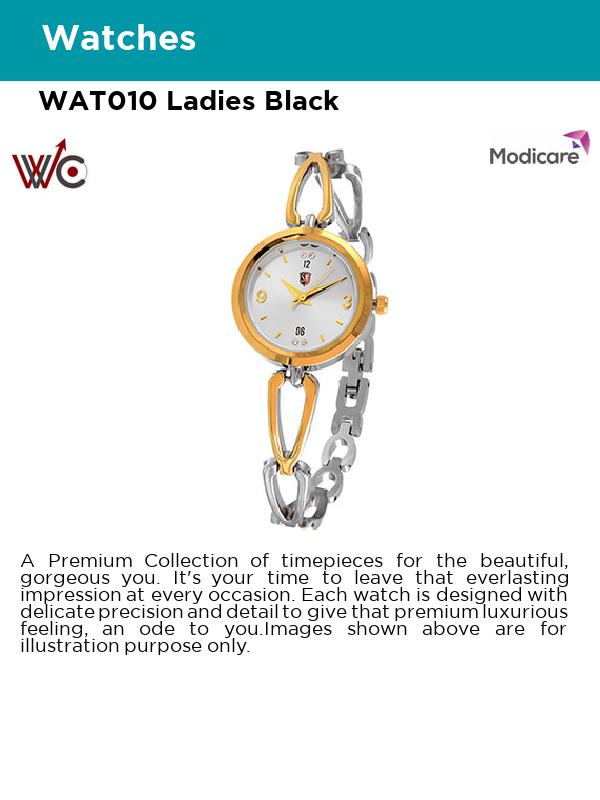 Watches
WAT010 Ladies Black
WC
Modicare
12
9
3
06
A Premium Collection of timepieces for the beautiful,
gorgeous you. It's your time to leave that everlasting
impression at every occasion. Each watch is designed with
delicate precision and detail to give that premium luxurious
feeling, an ode to you.Images shown above are for
illustration purpose only.